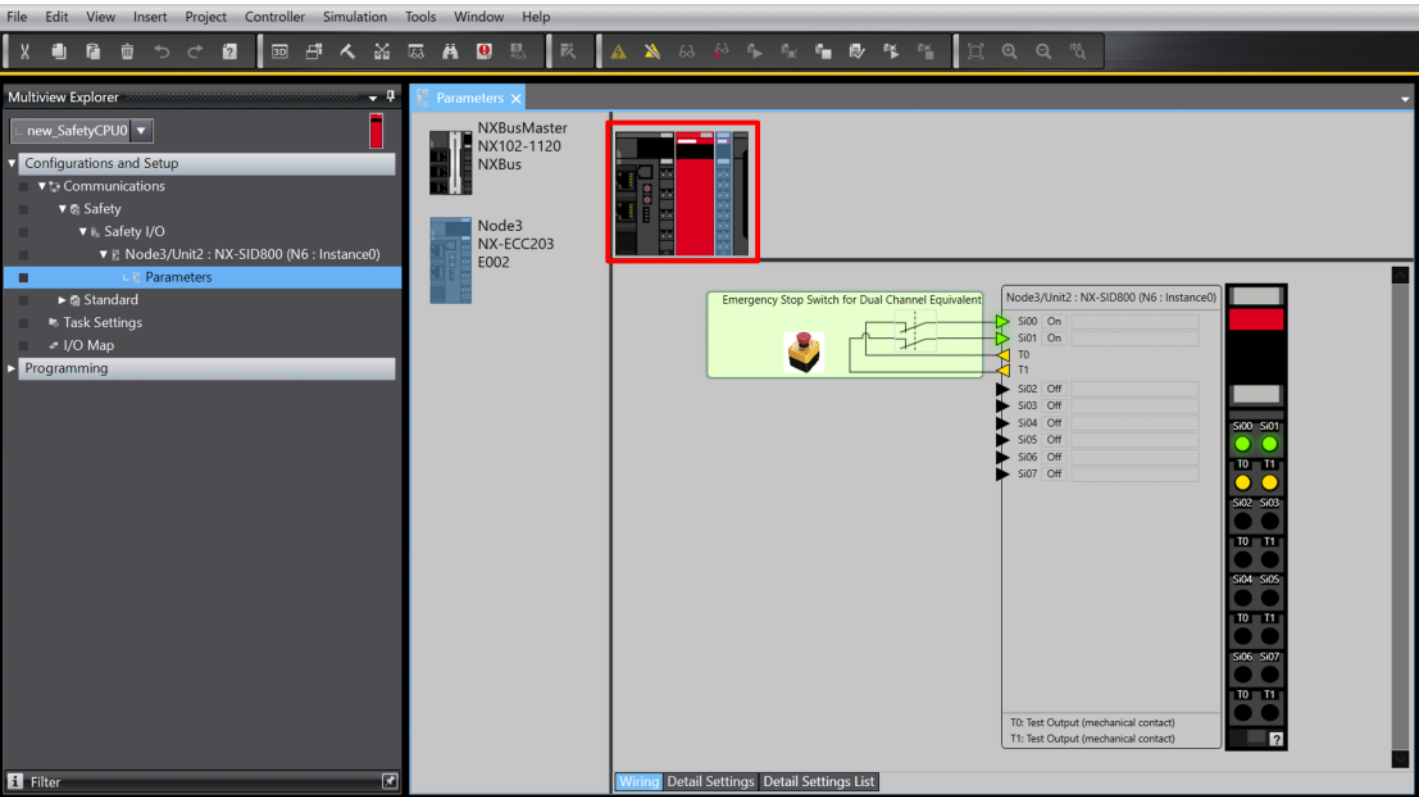 File Edit View Insert Project Controller Simulation Tools Window Help
3D
Multiview Explorer
Parameters
new_SafetyCPU0
Configurations and Setup
Communications
Safety
Safety I/O
Node3/Unit2 : NX-SID800 (N6 : Instance0)
Parameters
Standard
Task Settings
I/O Map
Programming
Filter
NXBusMaster
NX102-1120
NXBus
Node3
NX-ECC203
E002
Emergency Stop Switch for Dual Channel Equivalent
Node3/Unit2 : NX-SID800 (N6 : Instance0)
Si00 On
Si01 On
T0
T1
Si02 Off
Si03 Off
Si04 Off
Si05 Off
Si06 Off
Si07 Off
T0: Test Output (mechanical contact)
T1: Test Output (mechanical contact)
Si00 Si01
T0 T1
Si02 Si03
T0 T1
Si04 Si05
T0 T1
Si06 Si07
T0 T1
?
Wiring Detail Settings Detail Settings List